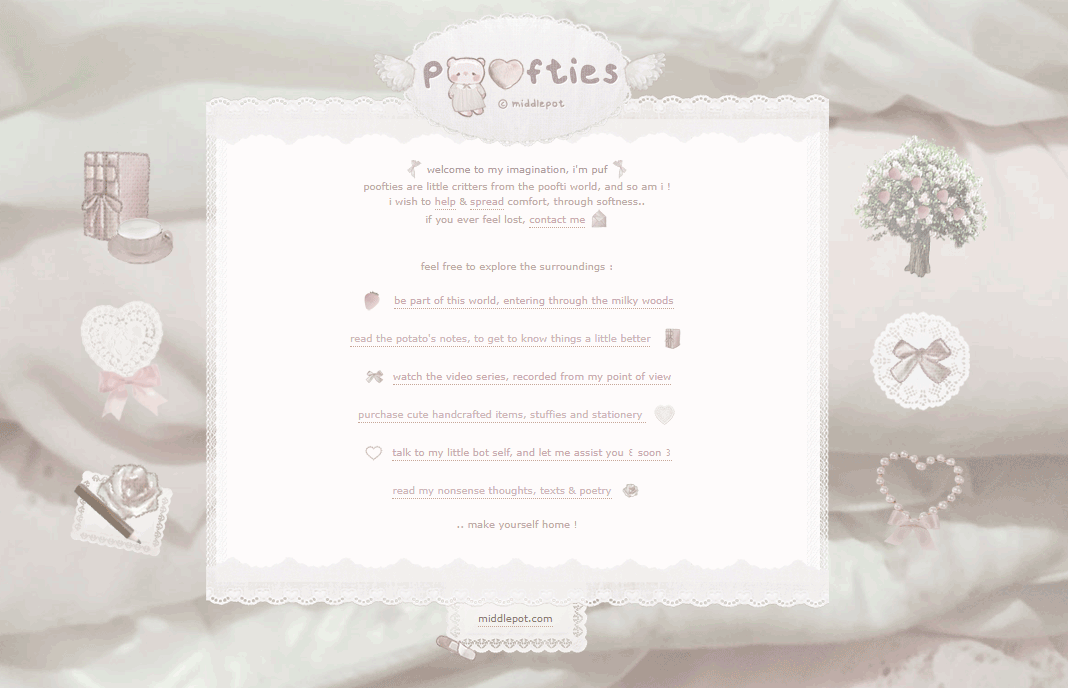 poofties
© middlepot
welcome to my imagination, i'm puf
poofties are little critters from the poofti world, and so am i !
i wish to help & spread comfort, through softness..
if you ever feel lost, contact me
feel free to explore the surroundings :
be part of this world, entering through the milky woods
read the potato's notes, to get to know things a little better
watch the video series, recorded from my point of view
purchase cute handcrafted items, stuffies and stationery
talk to my little bot self, and let me assist you ꒰ soon ꒱
read my nonsense thoughts, texts & poetry
.. make yourself home !
middlepot.com